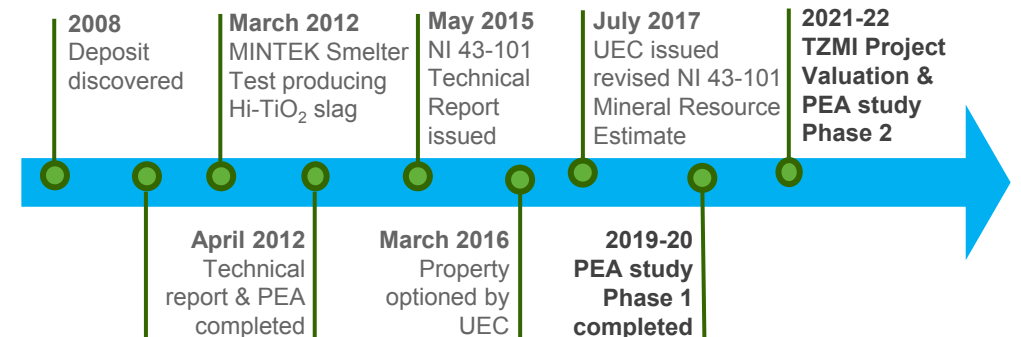 2008
Deposit
discovered
March 2012
MINTEK Smelter
Test producing
Hi-TiO₂ slag
May 2015
NI 43-101
Technical
Report
issued
July 2017
UEC issued
revised NI 43-101
Mineral Resource
Estimate
2021-22
TZMI Project
Valuation &
PEA study
Phase 2
April 2012
Technical
report & PEA
completed
March 2016
Property
optioned by
UEC
2019-20
PEA study
Phase 1
completed